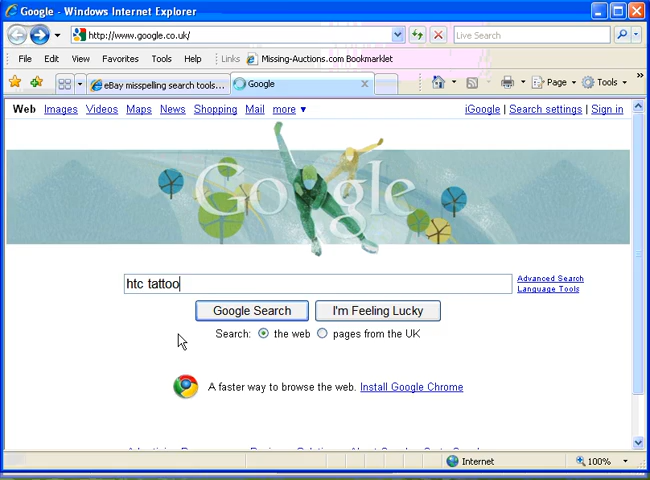 Google - Windows Internet Explorer
http://www.google.co.uk/
Live Search
File Edit View Favorites Tools Help Links Missing-Auctions.com Bookmarklet
eBay misspelling search tools... Google
Page Tools
Web Images Videos Maps News Shopping Mail more ▼ iGoogle | Search settings | Sign in
Google
htc tattoo
Advanced Search
Language Tools
Google Search I'm Feeling Lucky
Search: the web pages from the UK
A faster way to browse the web. Install Google Chrome
Internet 100%